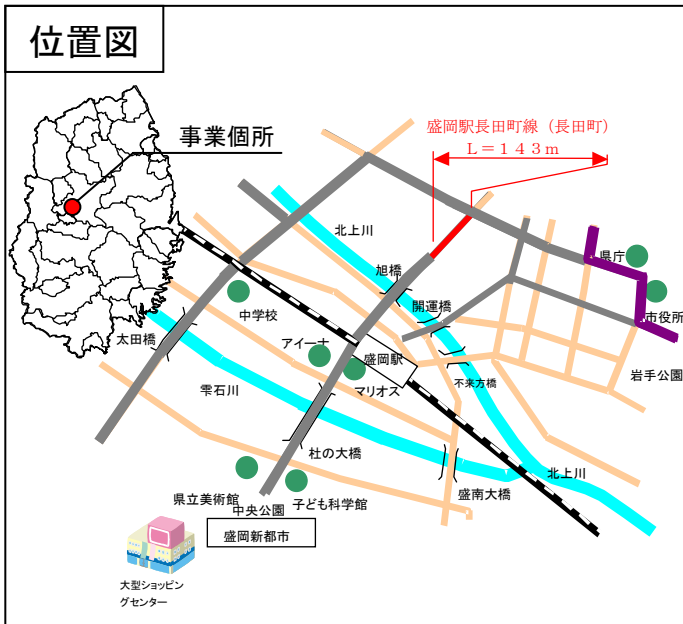 位置図
事業個所
盛岡駅長田町線（長田町）
Ｌ＝１４３ｍ
北上川
県庁
旭橋
開運橋
中学校
市役所
太田橋
アイーナ
盛岡駅
岩手公園
マリオス
不来方橋
雫石川
杜の大橋
北上川
盛南大橋
県立美術館
中央公園
子ども科学館
盛岡新都市
大型ショッピン
グセンター